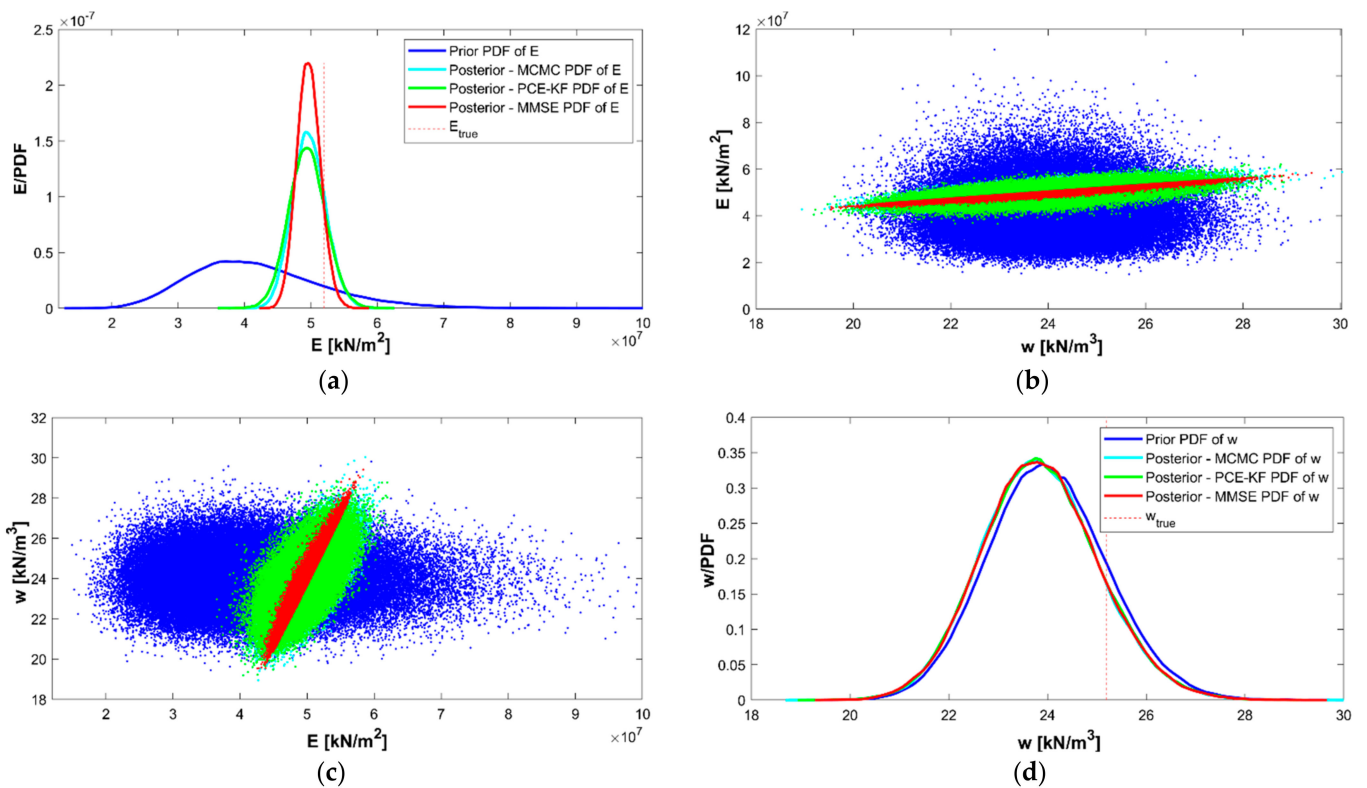 ×10⁻⁷
2.5
2
1.5
1
0.5
0
E/PDF
Prior PDF of E
Posterior - MCMC PDF of E
Posterior - PCE-KF PDF of E
Posterior - MMSE PDF of E
E_true
2 3 4 5 6 7 8 9 10
×10⁷
E [kN/m²]
(a)
×10⁷
12
10
8
6
4
2
0
E [kN/m²]
18 20 22 24 26 28 30
w [kN/m³]
(b)
32
30
28
26
24
22
20
18
w [kN/m³]
2 3 4 5 6 7 8 9 10
×10⁷
E [kN/m²]
(c)
0.4
0.35
0.3
0.25
0.2
0.15
0.1
0.05
0
w/PDF
Prior PDF of w
Posterior - MCMC PDF of w
Posterior - PCE-KF PDF of w
Posterior - MMSE PDF of w
w_true
18 20 22 24 26 28 30
w [kN/m³]
(d)